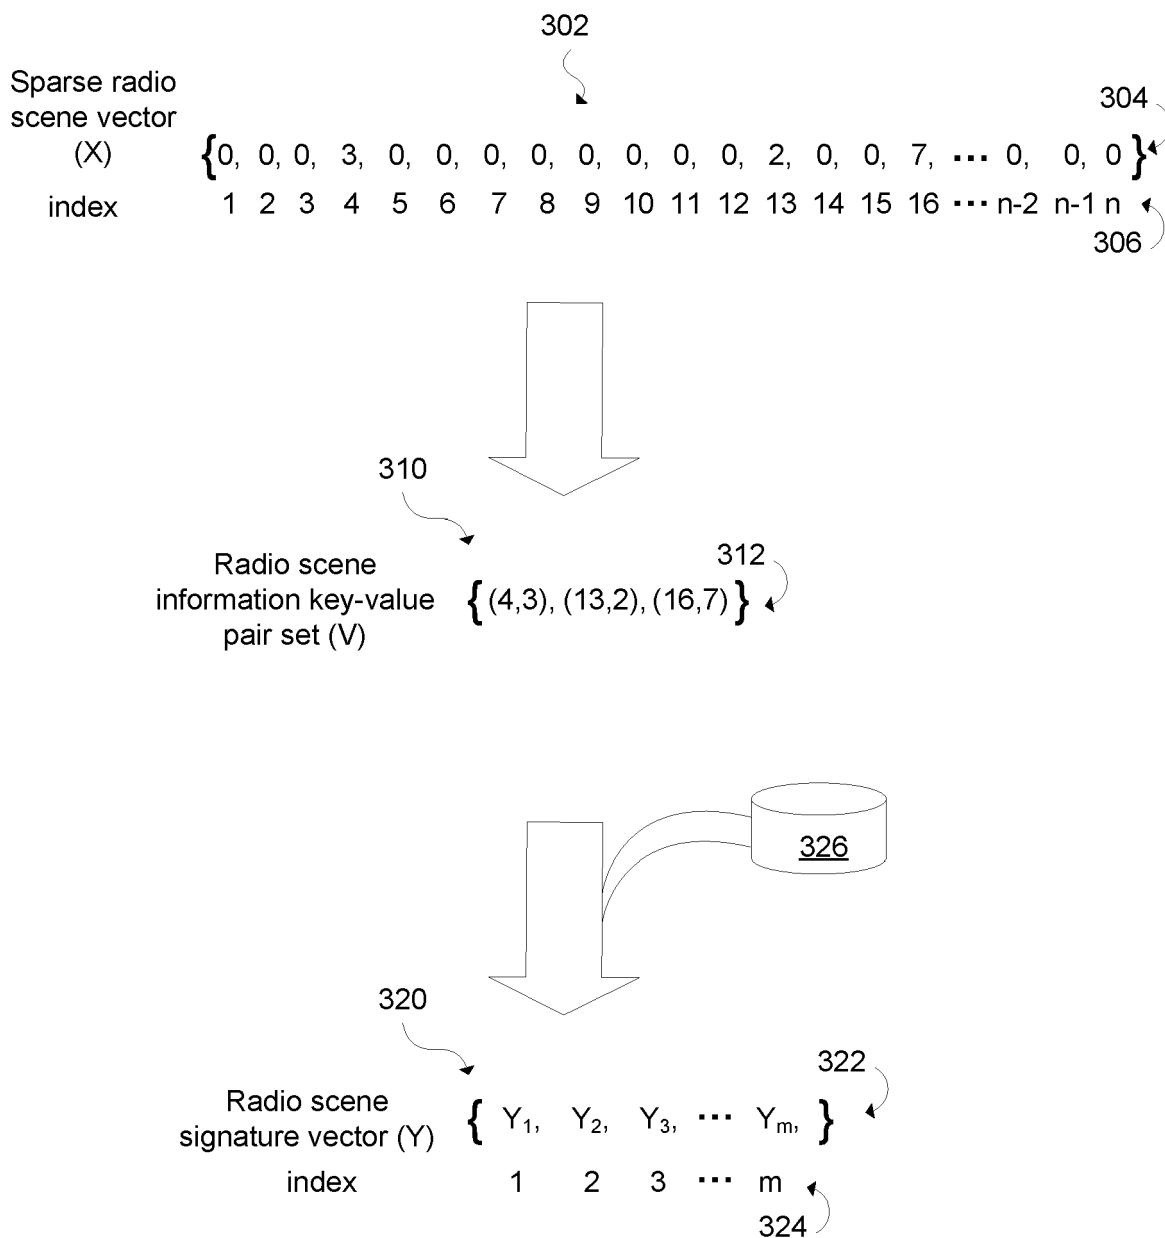 302
Sparse radio
scene vector
(X)
304
{0, 0, 0, 3, 0, 0, 0, 0, 0, 0, 0, 0, 2, 0, 0, 7, ··· 0, 0, 0}
index 1 2 3 4 5 6 7 8 9 10 11 12 13 14 15 16 ··· n-2 n-1 n
306
310
312
Radio scene
information key-value
pair set (V)
{(4,3), (13,2), (16,7)}
326
320
322
Radio scene
signature vector (Y)
{ Y1, Y2, Y3, ··· Ym, }
index 1 2 3 ··· m
324